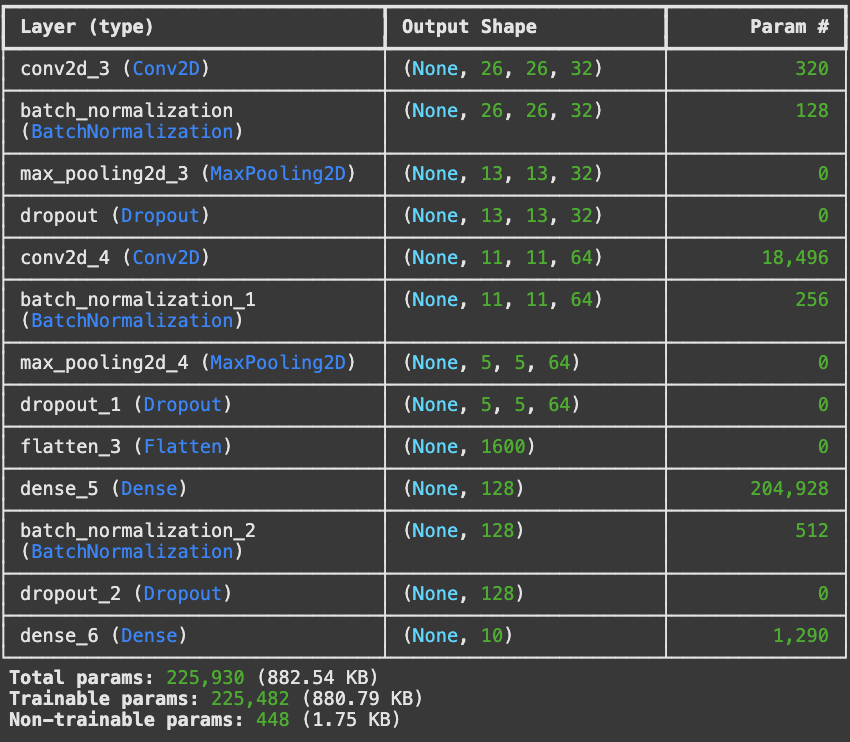 Layer (type) Output Shape Param #
conv2d_3 (Conv2D) (None, 26, 26, 32) 320
batch_normalization (None, 26, 26, 32) 128
(BatchNormalization)
max_pooling2d_3 (MaxPooling2D) (None, 13, 13, 32) 0
dropout (Dropout) (None, 13, 13, 32) 0
conv2d_4 (Conv2D) (None, 11, 11, 64) 18,496
batch_normalization_1 (None, 11, 11, 64) 256
(BatchNormalization)
max_pooling2d_4 (MaxPooling2D) (None, 5, 5, 64) 0
dropout_1 (Dropout) (None, 5, 5, 64) 0
flatten_3 (Flatten) (None, 1600) 0
dense_5 (Dense) (None, 128) 204,928
batch_normalization_2 (None, 128) 512
(BatchNormalization)
dropout_2 (Dropout) (None, 128) 0
dense_6 (Dense) (None, 10) 1,290
Total params: 225,930 (882.54 KB)
Trainable params: 225,482 (880.79 KB)
Non-trainable params: 448 (1.75 KB)